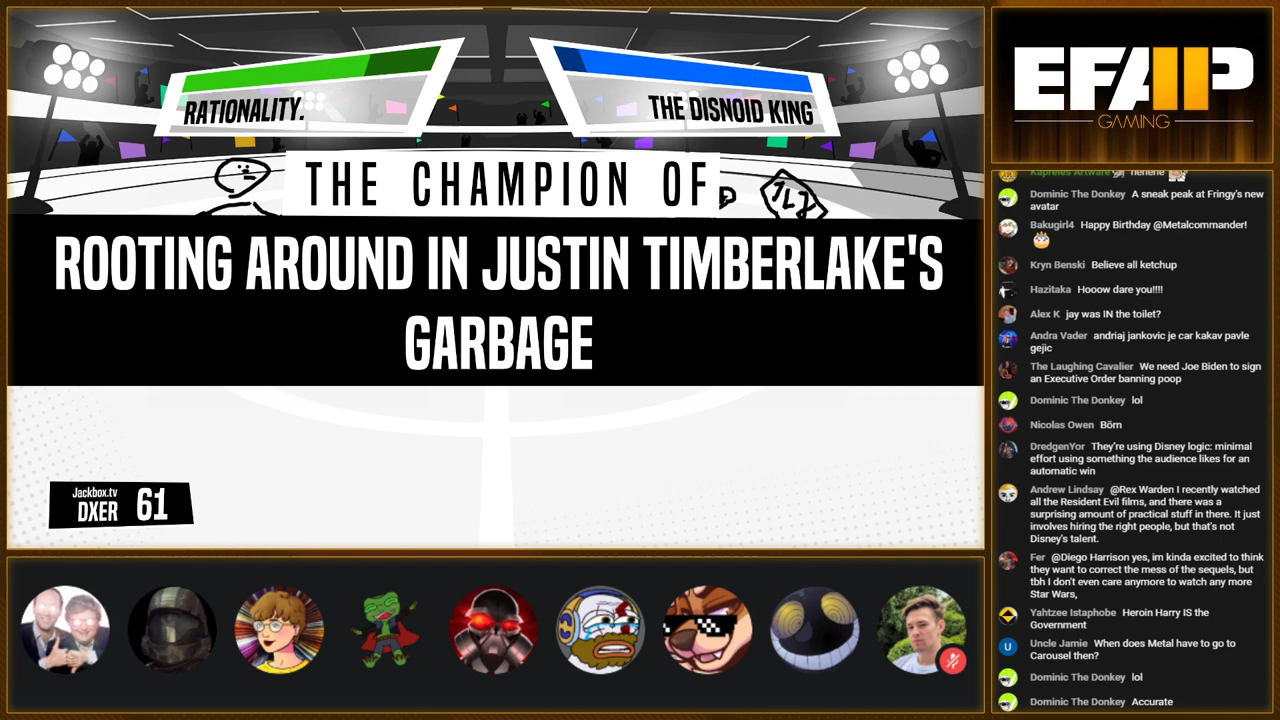 RATIONALITY.
THE DISNOID KING
THE CHAMPION OF
ROOTING AROUND IN JUSTIN TIMBERLAKE'S
GARBAGE
Jackbox.tv
DXER 61
EFAP
GAMING
Kapreles Artware hehehe
Dominic The Donkey A sneak peak at Fringy's new
avatar
Bakugirl4 Happy Birthday @Metalcommander!
Kryn Benski Believe all ketchup
Hazitaka Hooow dare you!!!!
Alex K jay was IN the toilet?
Andra Vader andriaj jankovic je car kakav pavle
gejic
The Laughing Cavalier We need Joe Biden to sign
an Executive Order banning poop
Dominic The Donkey lol
Nicolas Owen Börn
DredgenYor They're using Disney logic: minimal
effort using something the audience likes for an
automatic win
Andrew Lindsay @Rex Warden I recently watched
all the Resident Evil films, and there was a
surprising amount of practical stuff in there. It just
involves hiring the right people, but that's not
Disney's talent.
Fer @Diego Harrison yes, im kinda excited to think
they want to correct the mess of the sequels, but
tbh I don't even care anymore to watch any more
Star Wars,
Yahtzee Istaphobe Heroin Harry IS the
Government
U Uncle Jamie When does Metal have to go to
Carousel then?
Dominic The Donkey lol
Dominic The Donkey Accurate